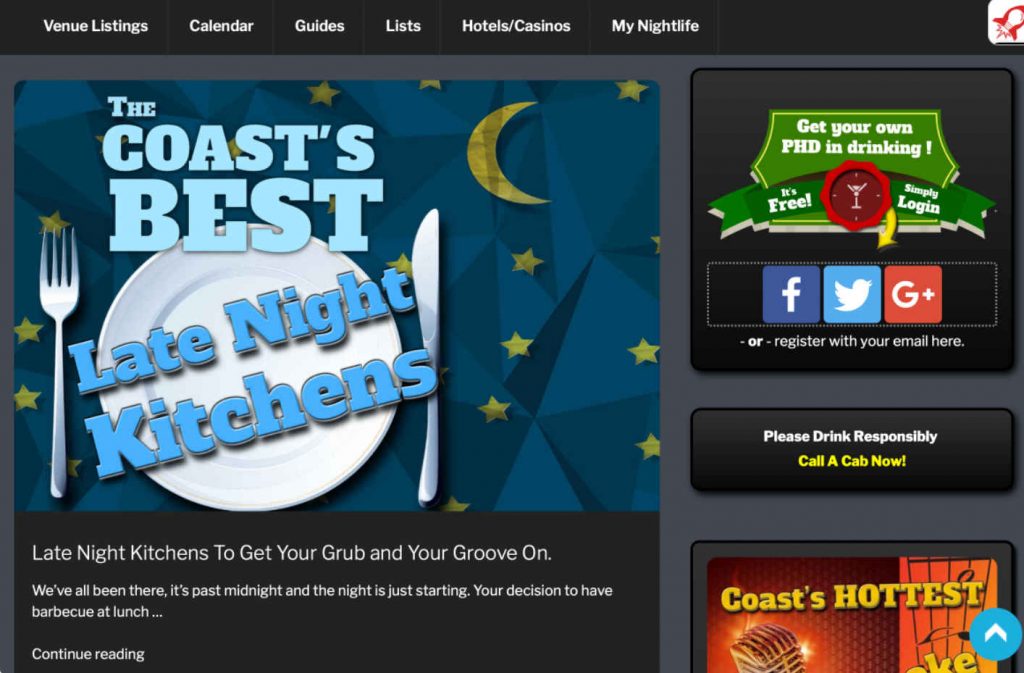 Venue Listings
Calendar
Guides
Lists
Hotels/Casinos
My Nightlife
THE
COAST'S
BEST
Late Night
Kitchens
Late Night Kitchens To Get Your Grub and Your Groove On.
We've all been there, it's past midnight and the night is just starting. Your decision to have
barbecue at lunch ...
Continue reading
Get your own
PHD in drinking !
It's
Free!
Simply
Login
f
G+
- or - register with your email here.
Please Drink Responsibly
Call A Cab Now!
Coast's HOTTEST